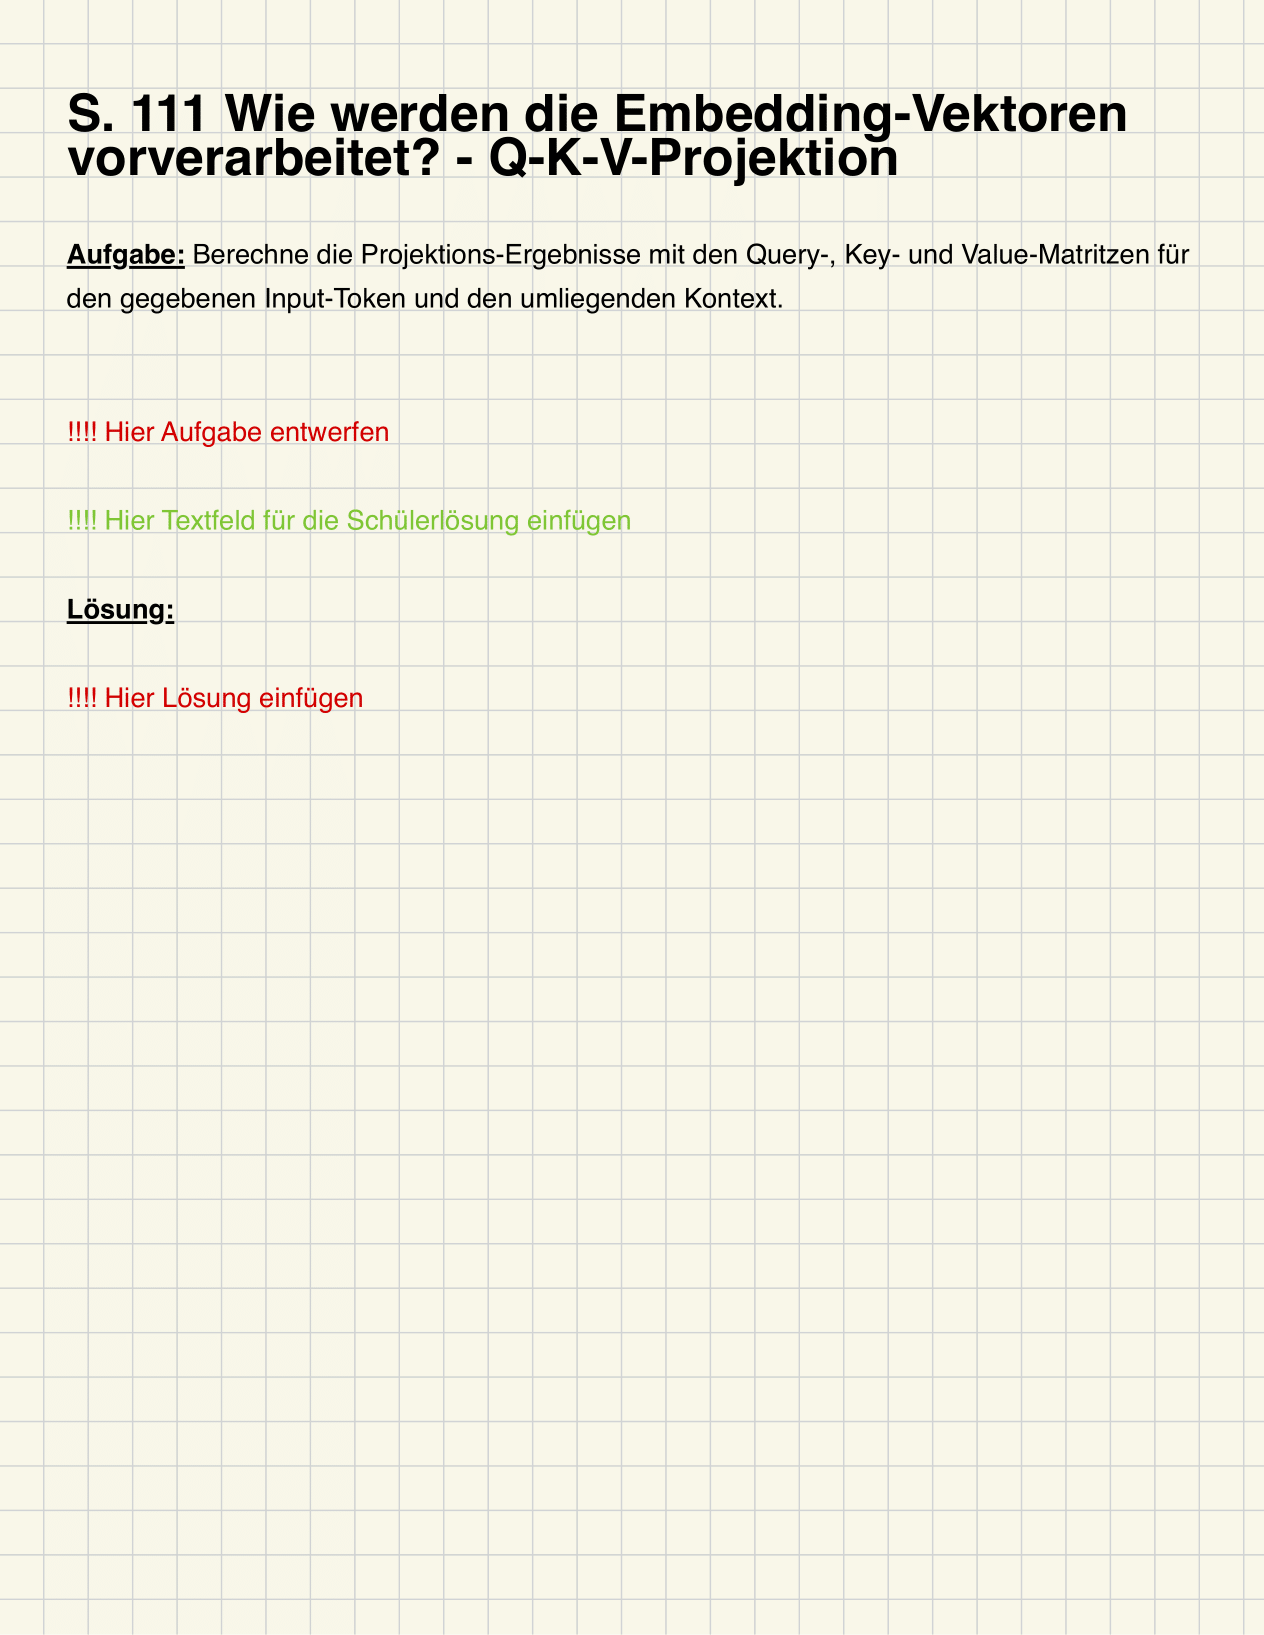 S. 111 Wie werden die Embedding-Vektoren
vorverarbeitet? - Q-K-V-Projektion
Aufgabe: Berechne die Projektions-Ergebnisse mit den Query-, Key- und Value-Matritzen für
den gegebenen Input-Token und den umliegenden Kontext.
!!!! Hier Aufgabe entwerfen
!!!! Hier Textfeld für die Schülerlösung einfügen
Lösung:
!!!! Hier Lösung einfügen